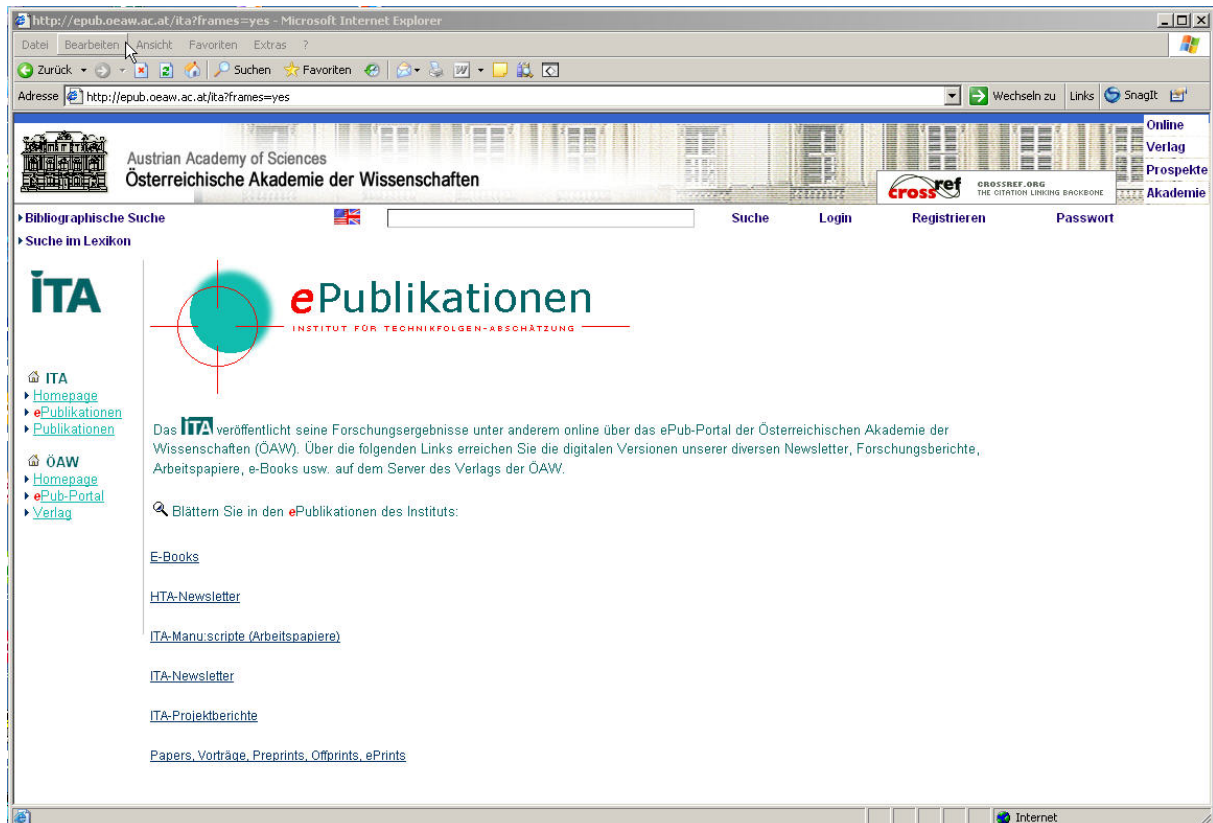 http://epub.oeaw.ac.at/ita?frames=yes - Microsoft Internet Explorer
Datei Bearbeiten Ansicht Favoriten Extras ?
Zurück Suchen Favoriten
Adresse http://epub.oeaw.ac.at/ita?frames=yes Wechseln zu Links SnagIt
Online
Verlag
Prospekte
Akademie
Austrian Academy of Sciences
Österreichische Akademie der Wissenschaften
crossref CROSSREF.ORG
THE CITATION LINKING BACKBONE
Bibliographische Suche Suche Login Registrieren Passwort
Suche im Lexikon
ITA
ePublikationen
INSTITUT FÜR TECHNIKFOLGEN-ABSCHÄTZUNG
ITA
Homepage
ePublikationen
Publikationen
ÖAW
Homepage
ePub-Portal
Verlag
Das ITA veröffentlicht seine Forschungsergebnisse unter anderem online über das ePub-Portal der Österreichischen Akademie der
Wissenschaften (ÖAW). Über die folgenden Links erreichen Sie die digitalen Versionen unserer diversen Newsletter, Forschungsberichte,
Arbeitspapiere, e-Books usw. auf dem Server des Verlags der ÖAW.
Blättern Sie in den ePublikationen des Instituts:
E-Books
HTA-Newsletter
ITA-Manu:scripte (Arbeitspapiere)
ITA-Newsletter
ITA-Projektberichte
Papers, Vorträge, Preprints, Offprints, ePrints
Internet